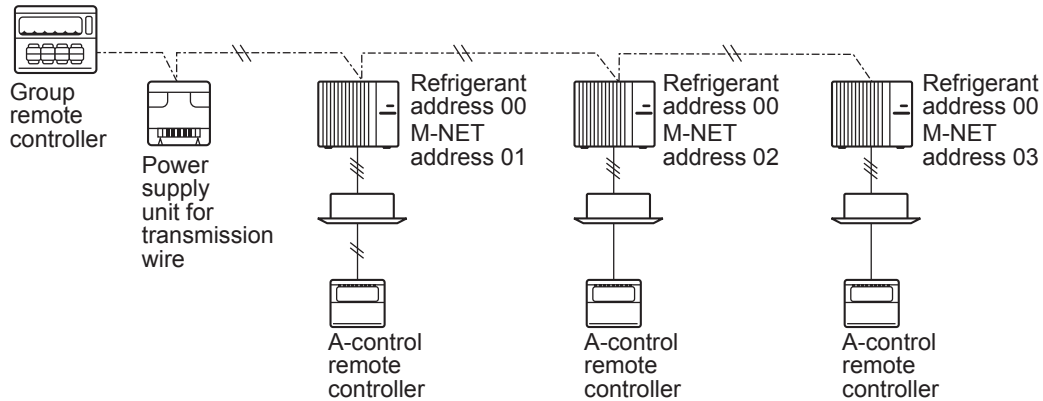 Group
remote
controller
Power
supply
unit for
transmission
wire
Refrigerant
address 00
M-NET
address 01
Refrigerant
address 00
M-NET
address 02
Refrigerant
address 00
M-NET
address 03
A-control
remote
controller
A-control
remote
controller
A-control
remote
controller